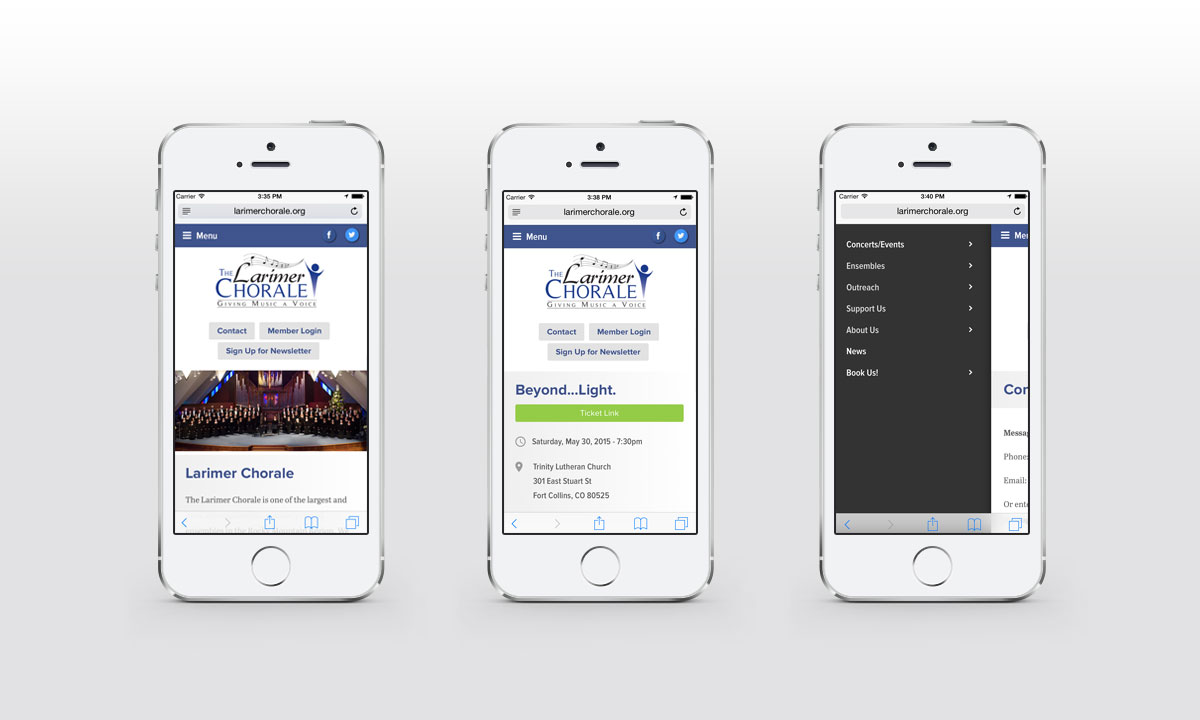 Carrier 3:35 PM
larimerchorale.org
Menu f
THE Larimer
CHORALE
GIVING MUSIC A VOICE
Contact Member Login
Sign Up for Newsletter
Larimer Chorale
The Larimer Chorale is one of the largest and
Carrier 3:38 PM
larimerchorale.org
Menu f
THE Larimer
CHORALE
GIVING MUSIC A VOICE
Contact Member Login
Sign Up for Newsletter
Beyond...Light.
Ticket Link
Saturday, May 30, 2015 - 7:30pm
Trinity Lutheran Church
301 East Stuart St
Fort Collins, CO 80525
Carrier 3:40 PM
larimerchorale.org
Concerts/Events
Ensembles
Outreach
Support Us
About Us
News
Book Us!
Men
Con
Messag
Phone:
Email:
Or ente